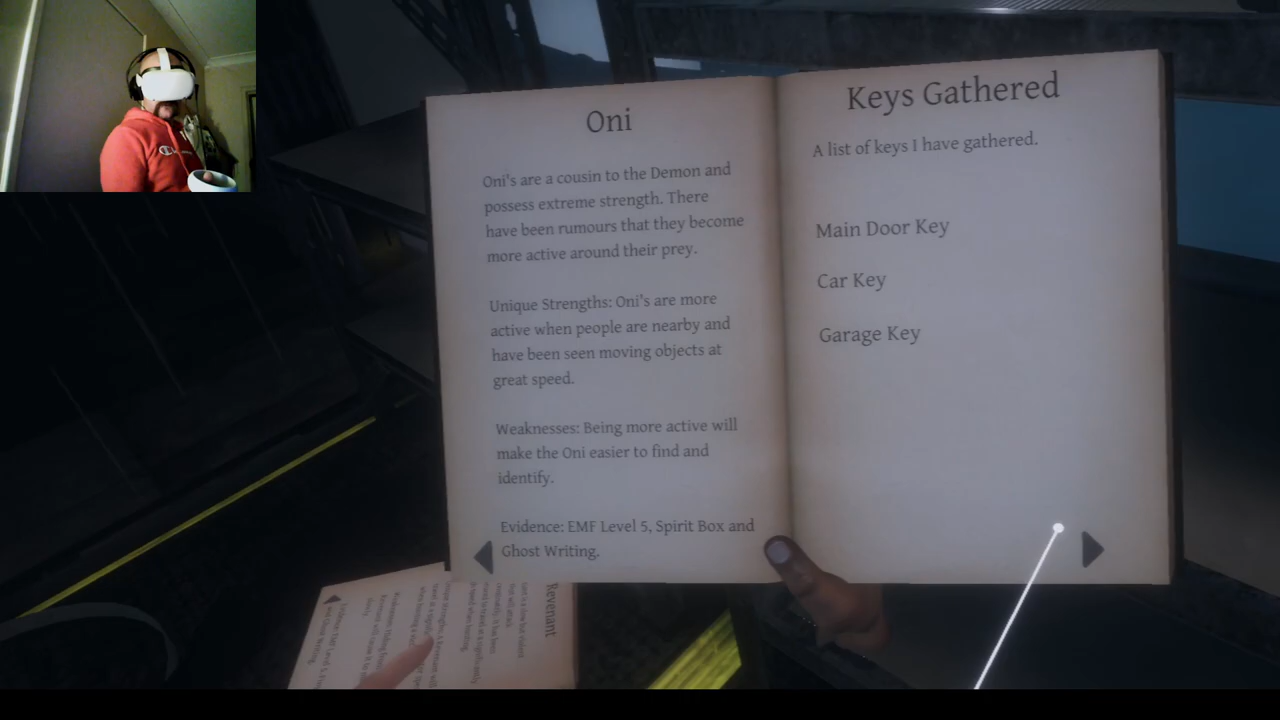 Oni
Oni's are a cousin to the Demon and
possess extreme strength. There
have been rumours that they become
more active around their prey.
Unique Strengths: Oni's are more
active when people are nearby and
have been seen moving objects at
great speed.
Weaknesses: Being more active will
make the Oni easier to find and
identify.
Evidence: EMF Level 5, Spirit Box and
Ghost Writing.
Keys Gathered
A list of keys I have gathered.
Main Door Key
Car Key
Garage Key
Revenant
Champion